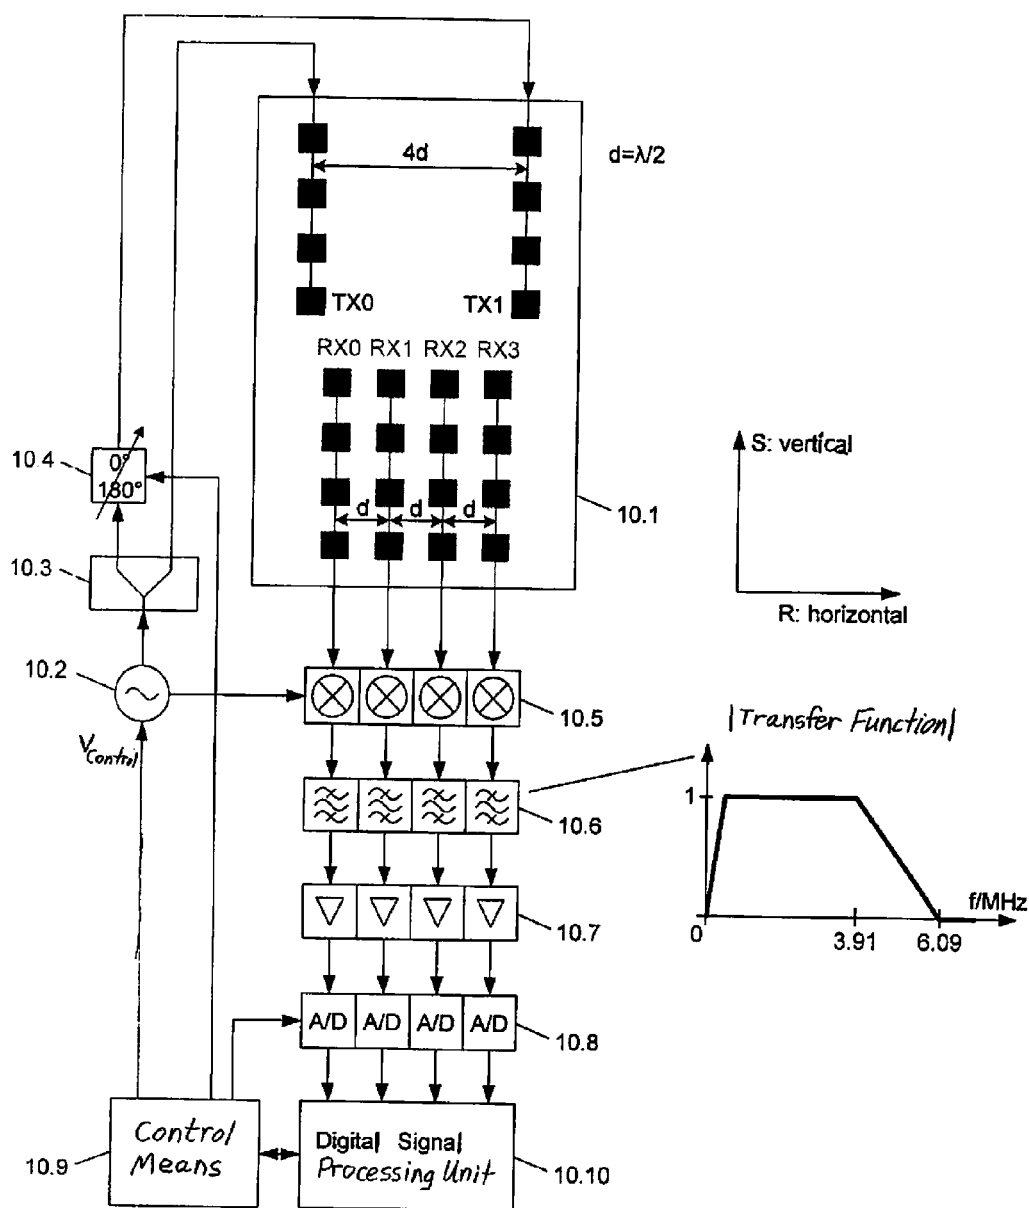 4d
d=λ/2
TX0
TX1
RX0 RX1 RX2 RX3
10.4
0°
180°
d d d
10.1
10.3
S: vertical
R: horizontal
10.2
10.5
Vcontrol
|Transfer Function|
1
10.6
f/MHz
0
3.91
6.09
10.7
A/D A/D A/D A/D
10.8
Control
Means
10.9
Digital Signal
Processing Unit
10.10